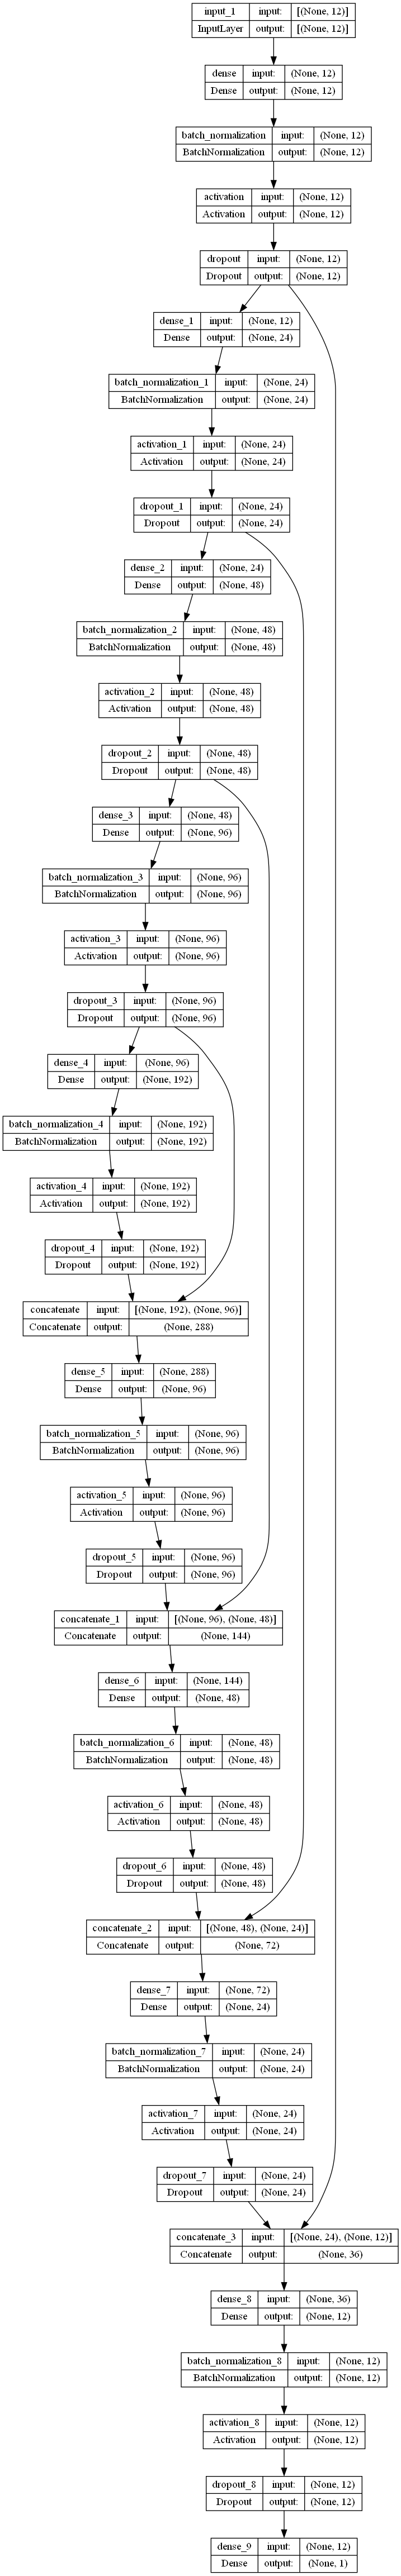 input_1 input: [(None, 12)]
InputLayer output: [(None, 12)]
dense input: (None, 12)
Dense output: (None, 12)
batch_normalization input: (None, 12)
BatchNormalization output: (None, 12)
activation input: (None, 12)
Activation output: (None, 12)
dropout input: (None, 12)
Dropout output: (None, 12)
dense_1 input: (None, 12)
Dense output: (None, 24)
batch_normalization_1 input: (None, 24)
BatchNormalization output: (None, 24)
activation_1 input: (None, 24)
Activation output: (None, 24)
dropout_1 input: (None, 24)
Dropout output: (None, 24)
dense_2 input: (None, 24)
Dense output: (None, 48)
batch_normalization_2 input: (None, 48)
BatchNormalization output: (None, 48)
activation_2 input: (None, 48)
Activation output: (None, 48)
dropout_2 input: (None, 48)
Dropout output: (None, 48)
dense_3 input: (None, 48)
Dense output: (None, 96)
batch_normalization_3 input: (None, 96)
BatchNormalization output: (None, 96)
activation_3 input: (None, 96)
Activation output: (None, 96)
dropout_3 input: (None, 96)
Dropout output: (None, 96)
dense_4 input: (None, 96)
Dense output: (None, 192)
batch_normalization_4 input: (None, 192)
BatchNormalization output: (None, 192)
activation_4 input: (None, 192)
Activation output: (None, 192)
dropout_4 input: (None, 192)
Dropout output: (None, 192)
concatenate input: [(None, 192), (None, 96)]
Concatenate output: (None, 288)
dense_5 input: (None, 288)
Dense output: (None, 96)
batch_normalization_5 input: (None, 96)
BatchNormalization output: (None, 96)
activation_5 input: (None, 96)
Activation output: (None, 96)
dropout_5 input: (None, 96)
Dropout output: (None, 96)
concatenate_1 input: [(None, 96), (None, 48)]
Concatenate output: (None, 144)
dense_6 input: (None, 144)
Dense output: (None, 48)
batch_normalization_6 input: (None, 48)
BatchNormalization output: (None, 48)
activation_6 input: (None, 48)
Activation output: (None, 48)
dropout_6 input: (None, 48)
Dropout output: (None, 48)
concatenate_2 input: [(None, 48), (None, 24)]
Concatenate output: (None, 72)
dense_7 input: (None, 72)
Dense output: (None, 24)
batch_normalization_7 input: (None, 24)
BatchNormalization output: (None, 24)
activation_7 input: (None, 24)
Activation output: (None, 24)
dropout_7 input: (None, 24)
Dropout output: (None, 24)
concatenate_3 input: [(None, 24), (None, 12)]
Concatenate output: (None, 36)
dense_8 input: (None, 36)
Dense output: (None, 12)
batch_normalization_8 input: (None, 12)
BatchNormalization output: (None, 12)
activation_8 input: (None, 12)
Activation output: (None, 12)
dropout_8 input: (None, 12)
Dropout output: (None, 12)
dense_9 input: (None, 12)
Dense output: (None, 1)